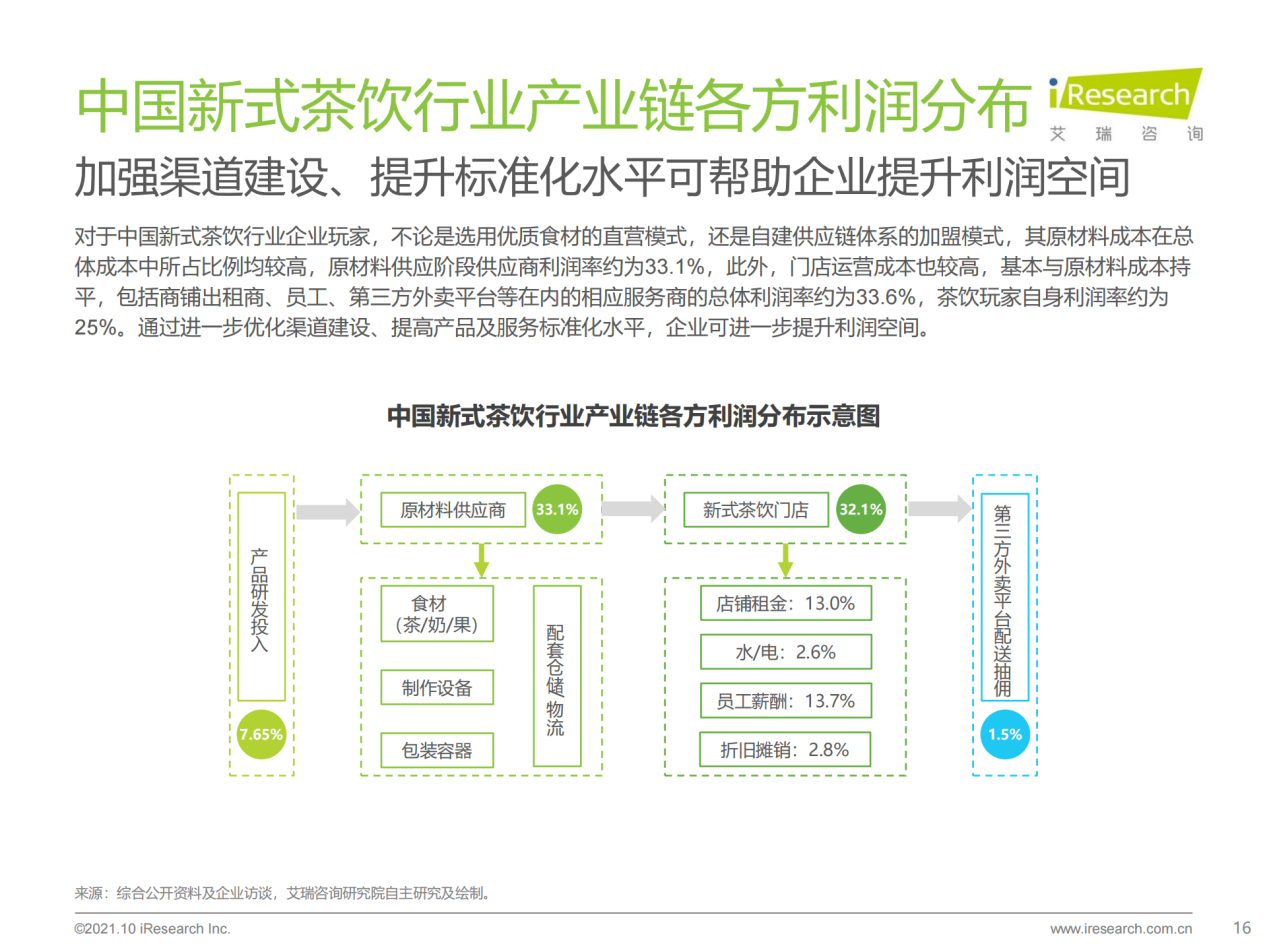 中国新式茶饮行业产业链各方利润分布
iResearch
艾瑞咨询
加强渠道建设、提升标准化水平可帮助企业提升利润空间
对于中国新式茶饮行业企业玩家，不论是选用优质食材的直营模式，还是自建供应链体系的加盟模式，其原材料成本在总
体成本中所占比例均较高，原材料供应阶段供应商利润率约为33.1%，此外，门店运营成本也较高，基本与原材料成本持
平，包括商铺出租商、员工、第三方外卖平台等在内的相应服务商的总体利润率约为33.6%，茶饮玩家自身利润率约为
25%。通过进一步优化渠道建设、提高产品及服务标准化水平，企业可进一步提升利润空间。
中国新式茶饮行业产业链各方利润分布示意图
产品研发投入
7.65%
原材料供应商
33.1%
食材
（茶/奶/果）
制作设备
包装容器
配套仓储/物流
新式茶饮门店
32.1%
店铺租金：13.0%
水/电：2.6%
员工薪酬：13.7%
折旧摊销：2.8%
第三方外卖平台配送抽佣
1.5%
来源：综合公开资料及企业访谈，艾瑞咨询研究院自主研究及绘制。
©2021.10 iResearch Inc.
www.iresearch.com.cn
16